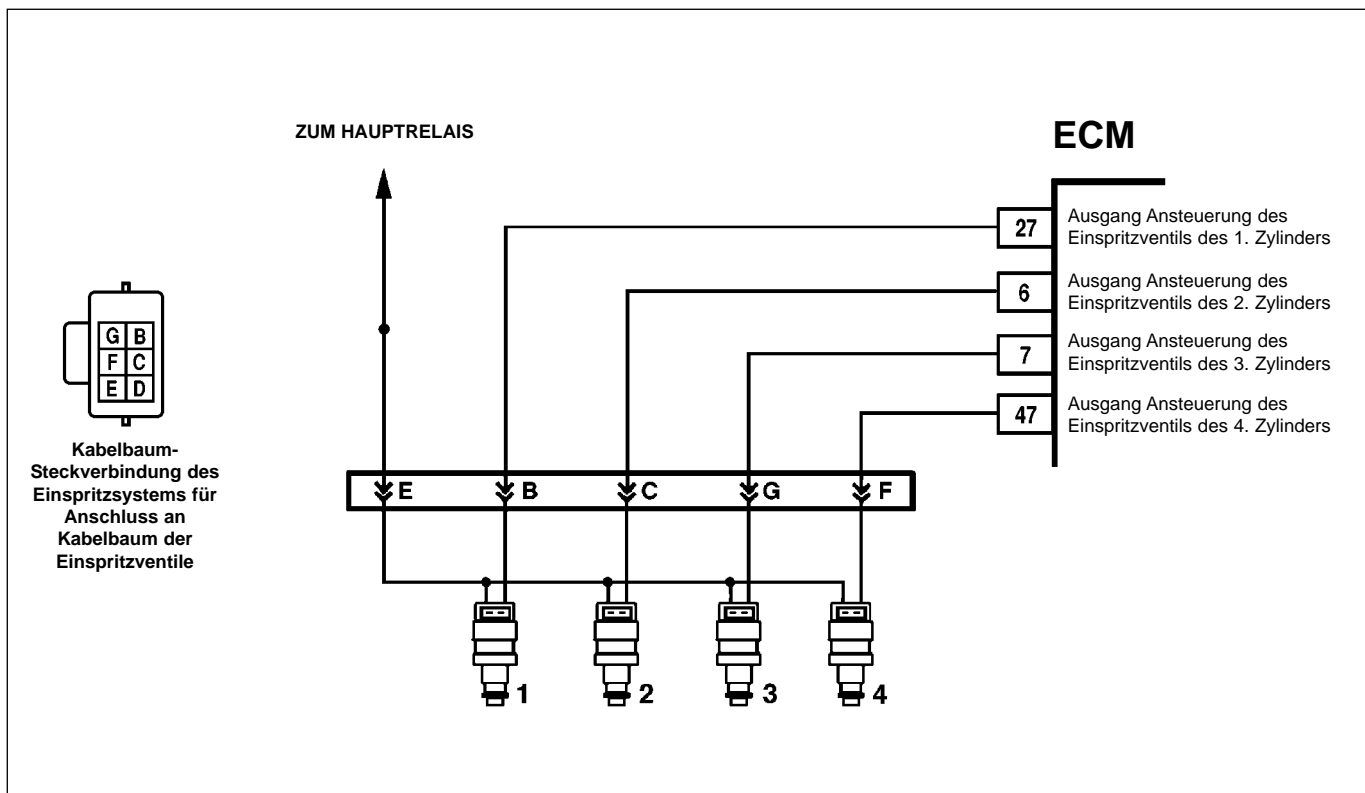 ZUM HAUPTRELAIS
ECM
27
Ausgang Ansteuerung des
Einspritzventils des 1. Zylinders
6
Ausgang Ansteuerung des
Einspritzventils des 2. Zylinders
7
Ausgang Ansteuerung des
Einspritzventils des 3. Zylinders
47
Ausgang Ansteuerung des
Einspritzventils des 4. Zylinders
G B
F C
E D
Kabelbaum-
Steckverbindung des
Einspritzsystems für
Anschluss an
Kabelbaum der
Einspritzventile
E B C G F
1 2 3 4